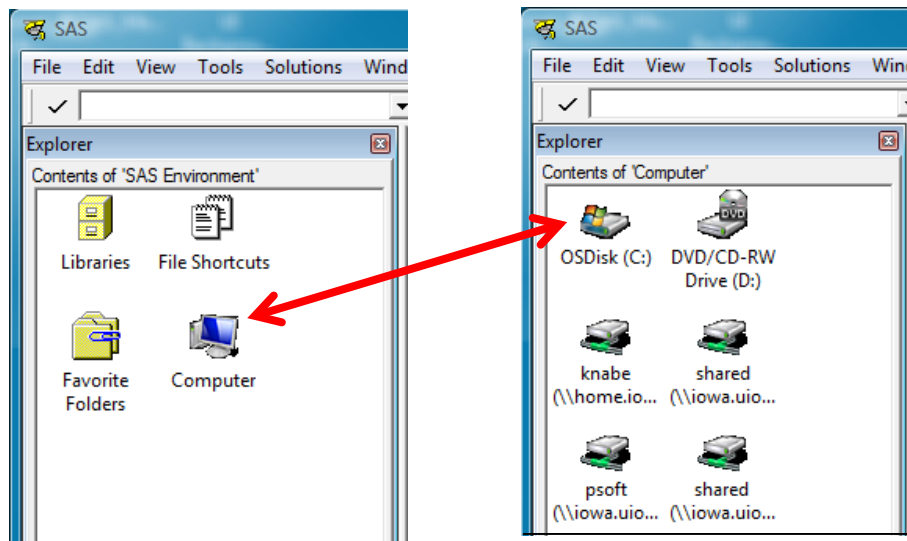 SAS
File Edit View Tools Solutions Wind
Explorer
Contents of 'SAS Environment'
Libraries File Shortcuts
Favorite Folders
Computer
SAS
File Edit View Tools Solutions Win
Explorer
Contents of 'Computer'
OSDisk (C:)
DVD/CD-RW
Drive (D:)
DVD
knabe
(\\home.io...
shared
(\\iowa.uio...
psoft
(\\iowa.uio...
shared
(\\iowa.uio...